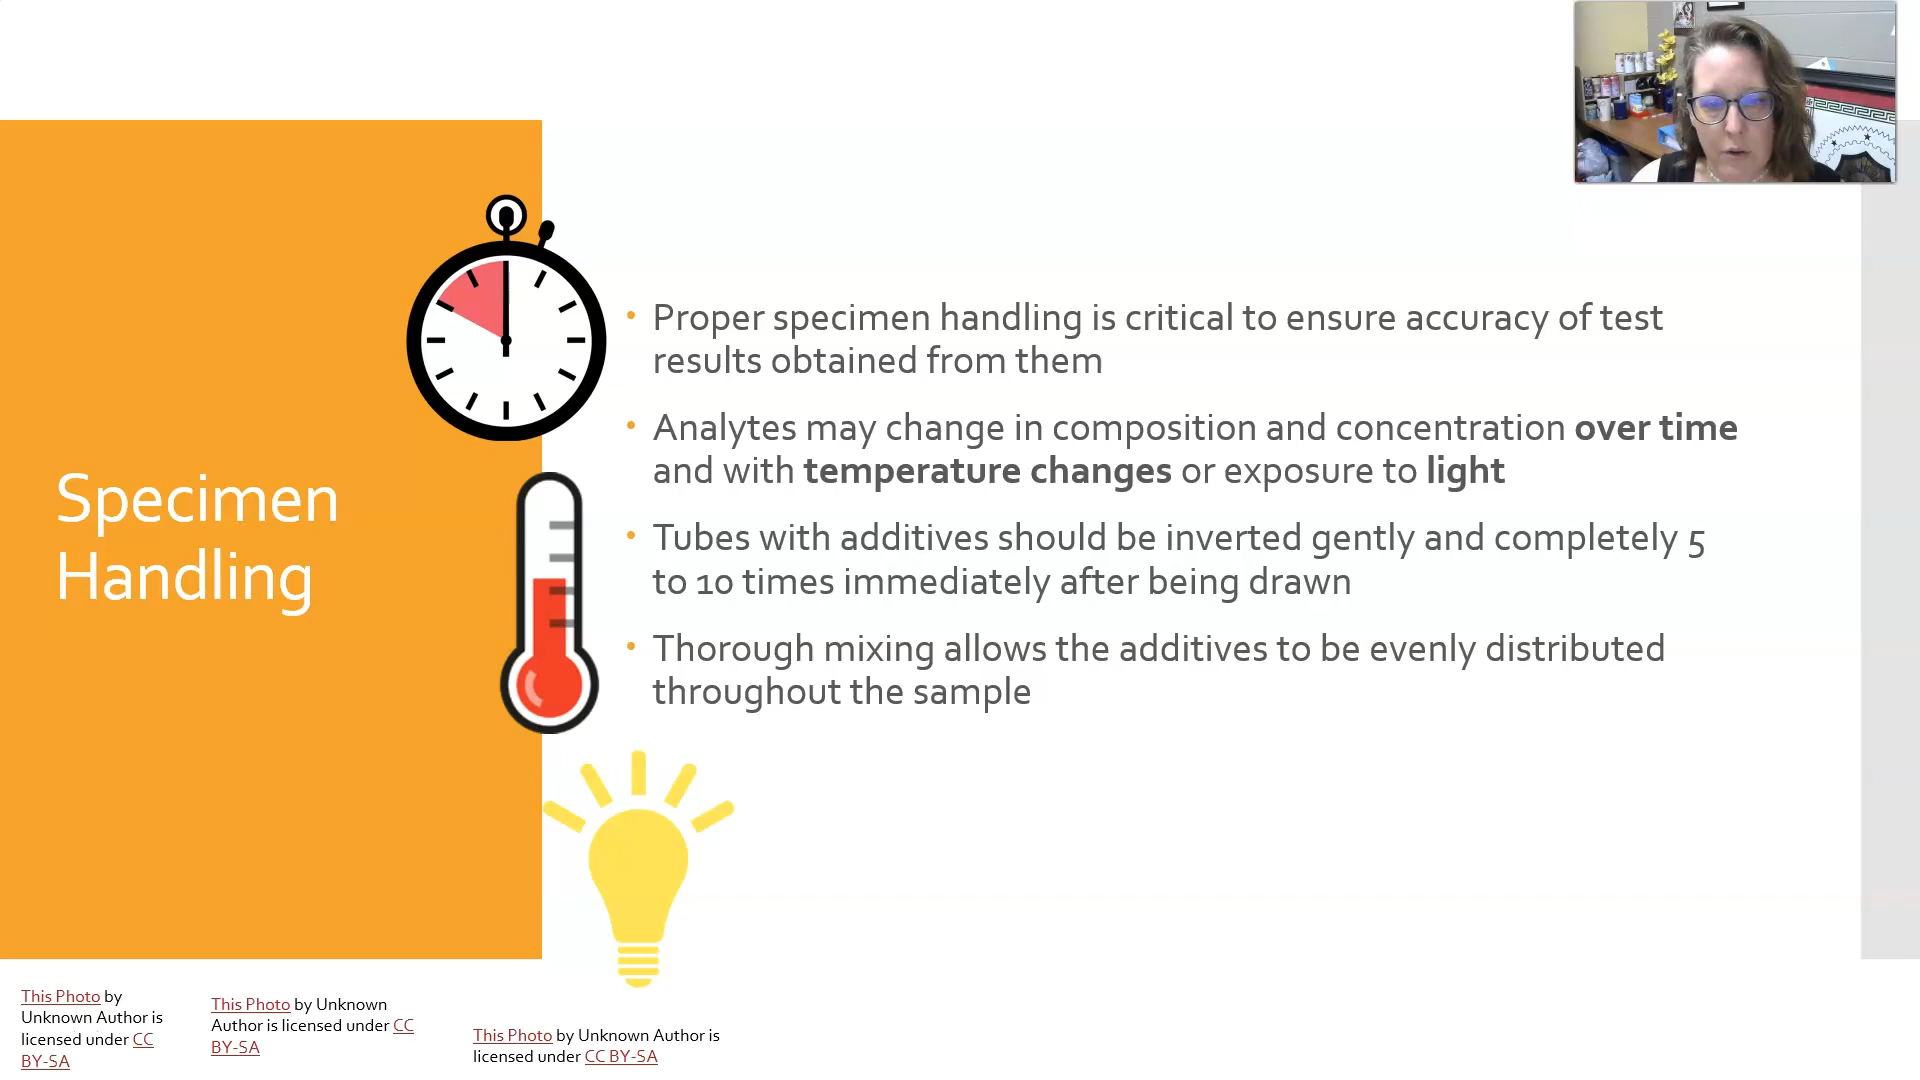 Specimen
Handling
• Proper specimen handling is critical to ensure accuracy of test
results obtained from them
• Analytes may change in composition and concentration over time
and with temperature changes or exposure to light
• Tubes with additives should be inverted gently and completely 5
to 10 times immediately after being drawn
• Thorough mixing allows the additives to be evenly distributed
throughout the sample
This Photo by
Unknown Author is
licensed under CC
BY-SA
This Photo by Unknown
Author is licensed under CC
BY-SA
This Photo by Unknown Author is
licensed under CC BY-SA